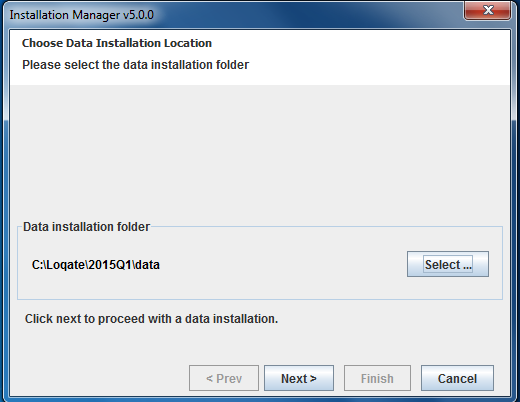 Installation Manager v5.0.0
Choose Data Installation Location
Please select the data installation folder
Data installation folder
C:\Loqate\2015Q1\data
Select ...
Click next to proceed with a data installation.
< Prev
Next >
Finish
Cancel